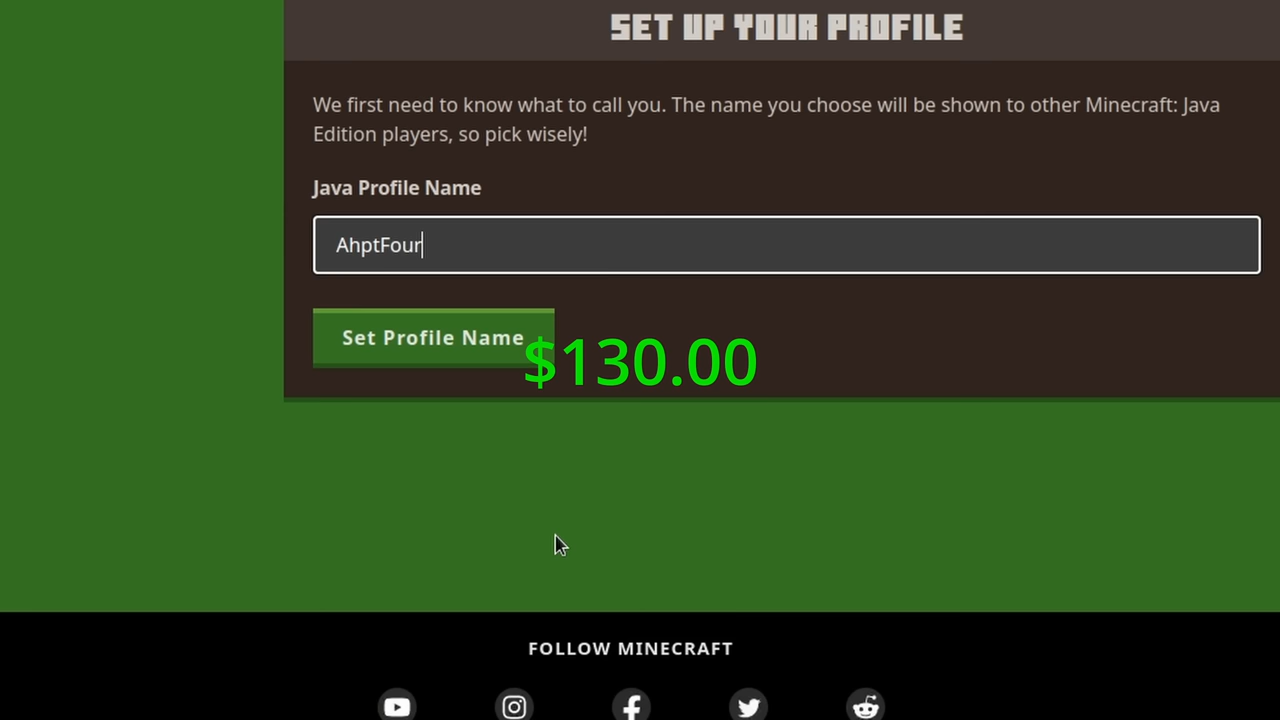 SET UP YOUR PROFILE
We first need to know what to call you. The name you choose will be shown to other Minecraft: Java
Edition players, so pick wisely!
Java Profile Name
AhptFour
Set Profile Name
$130.00
FOLLOW MINECRAFT